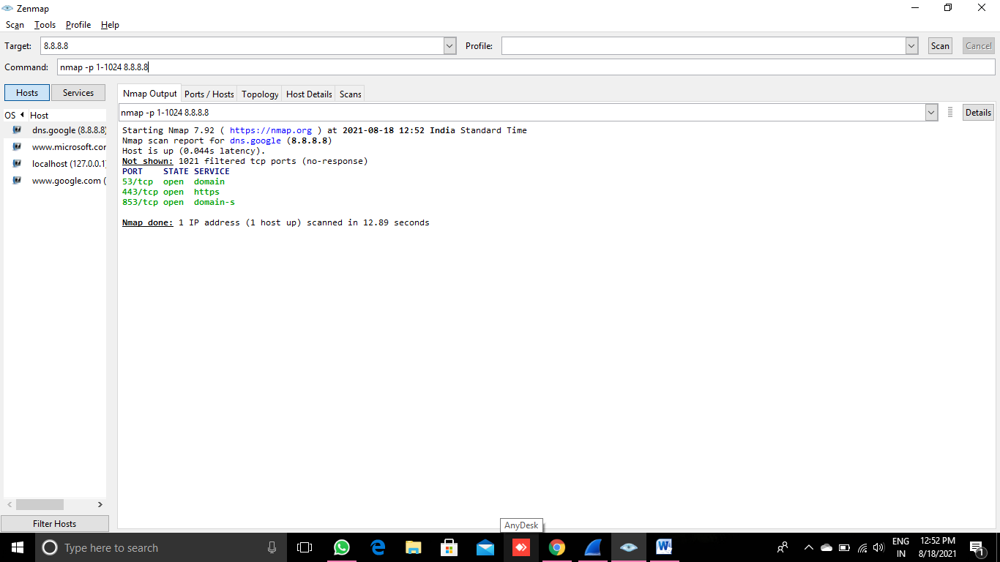 Zenmap
Scan Tools Profile Help
Target: 8.8.8.8 Profile: Scan Cancel
Command: nmap -p 1-1024 8.8.8.8
Hosts Services
Nmap Output Ports / Hosts Topology Host Details Scans
OS Host
nmap -p 1-1024 8.8.8.8 Details
dns.google (8.8.8.8)
www.microsoft.cor
localhost (127.0.0.1
www.google.com (
Starting Nmap 7.92 ( https://nmap.org ) at 2021-08-18 12:52 India Standard Time
Nmap scan report for dns.google (8.8.8.8)
Host is up (0.044s latency).
Not shown: 1021 filtered tcp ports (no-response)
PORT STATE SERVICE
53/tcp open domain
443/tcp open https
853/tcp open domain-s
Nmap done: 1 IP address (1 host up) scanned in 12.89 seconds
Filter Hosts
AnyDesk
Type here to search
ENG
IN
12:52 PM
8/18/2021
1